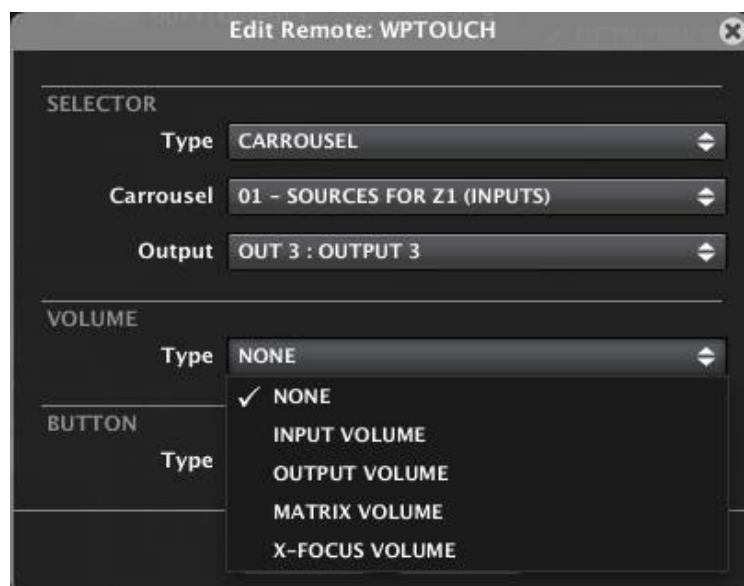 Edit Remote: WPTOUCH
SELECTOR
Type CARROUSEL
Carrousel 01 - SOURCES FOR Z1 (INPUTS)
Output OUT 3 : OUTPUT 3
VOLUME
Type NONE
✓ NONE
BUTTON
INPUT VOLUME
Type
OUTPUT VOLUME
MATRIX VOLUME
X-FOCUS VOLUME